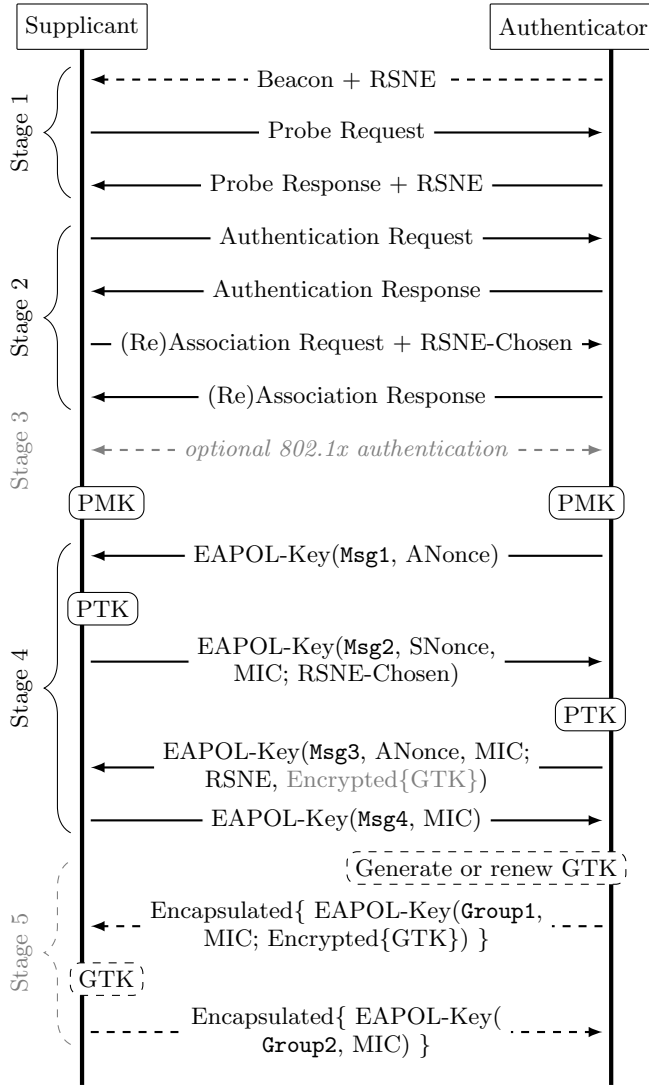 Supplicant
Authenticator
Stage 1
Beacon + RSNE
Probe Request
Probe Response + RSNE
Stage 2
Authentication Request
Authentication Response
(Re)Association Request + RSNE-Chosen
(Re)Association Response
Stage 3
optional 802.1x authentication
PMK
PMK
Stage 4
EAPOL-Key(Msg1, ANonce)
PTK
EAPOL-Key(Msg2, SNonce,
MIC; RSNE-Chosen)
PTK
EAPOL-Key(Msg3, ANonce, MIC;
RSNE, Encrypted{GTK})
EAPOL-Key(Msg4, MIC)
Stage 5
Generate or renew GTK
Encapsulated{ EAPOL-Key(Group1,
MIC; Encrypted{GTK}) }
GTK
Encapsulated{ EAPOL-Key(
Group2, MIC) }